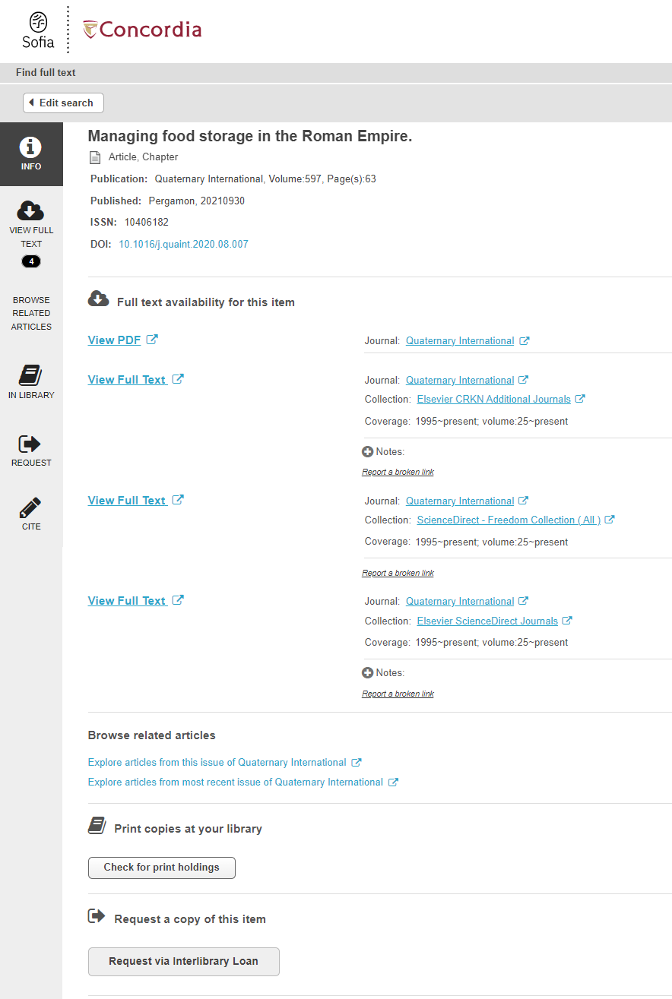 Sofia
Concordia
Find full text
Edit search
INFO
VIEW FULL
TEXT
4
BROWSE
RELATED
ARTICLES
IN LIBRARY
REQUEST
CITE
Managing food storage in the Roman Empire.
Article, Chapter
Publication: Quaternary International, Volume:597, Page(s):63
Published: Pergamon, 20210930
ISSN: 10406182
DOI: 10.1016/j.quaint.2020.08.007
Full text availability for this item
View PDF
Journal: Quaternary International
View Full Text
Journal: Quaternary International
Collection: Elsevier CRKN Additional Journals
Coverage: 1995~present; volume:25~present
Notes:
Report a broken link
View Full Text
Journal: Quaternary International
Collection: ScienceDirect - Freedom Collection ( All )
Coverage: 1995~present; volume:25~present
Report a broken link
View Full Text
Journal: Quaternary International
Collection: Elsevier ScienceDirect Journals
Coverage: 1995~present; volume:25~present
Notes:
Report a broken link
Browse related articles
Explore articles from this issue of Quaternary International
Explore articles from most recent issue of Quaternary International
Print copies at your library
Check for print holdings
Request a copy of this item
Request via Interlibrary Loan